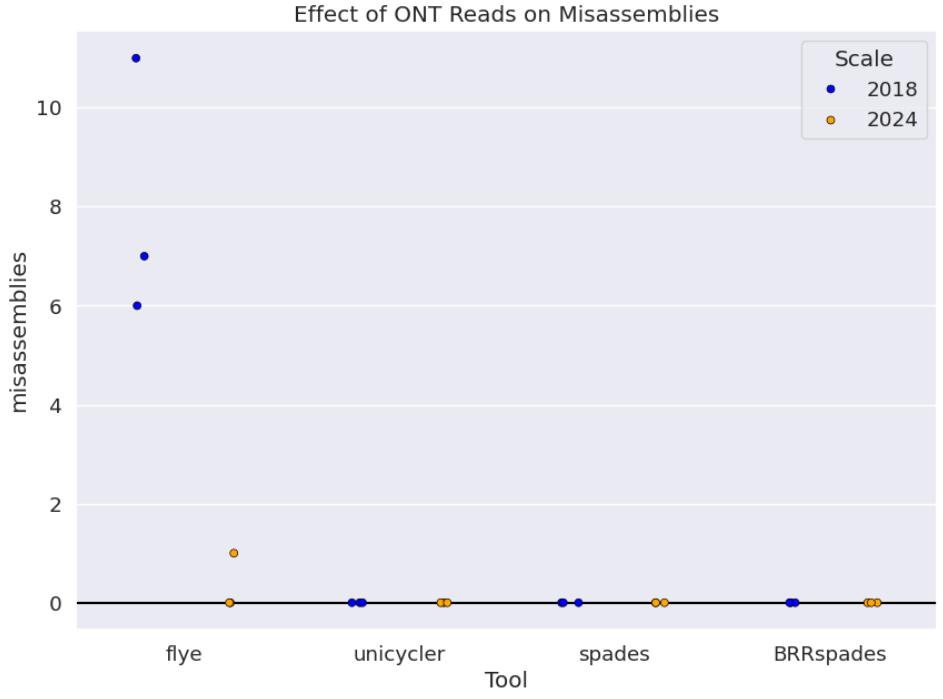 Effect of ONT Reads on Misassemblies
Scale
2018
2024
misassemblies
10
8
6
4
2
0
flye unicycler spades BRRspades
Tool